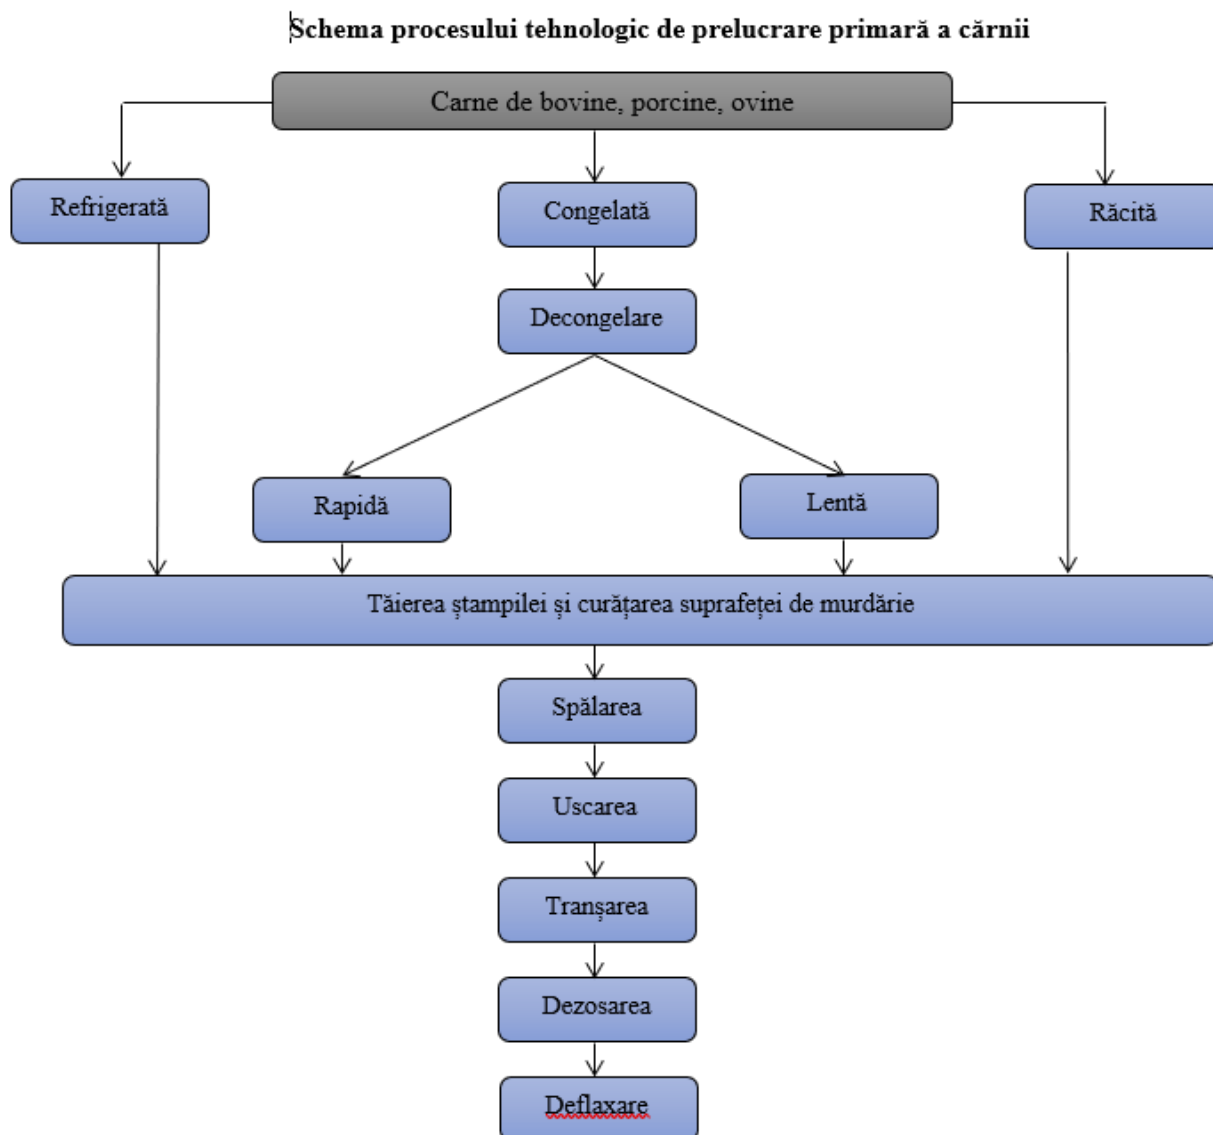 Schema procesului tehnologic de prelucrare primară a cărnii
Carne de bovine, porcine, ovine
Refrigerată
Congelată
Răcită
Decongelare
Rapidă
Lentă
Tăierea ștampilei și curățarea suprafeței de murdărie
Spălarea
Uscarea
Tranșarea
Dezosarea
Deflaxare